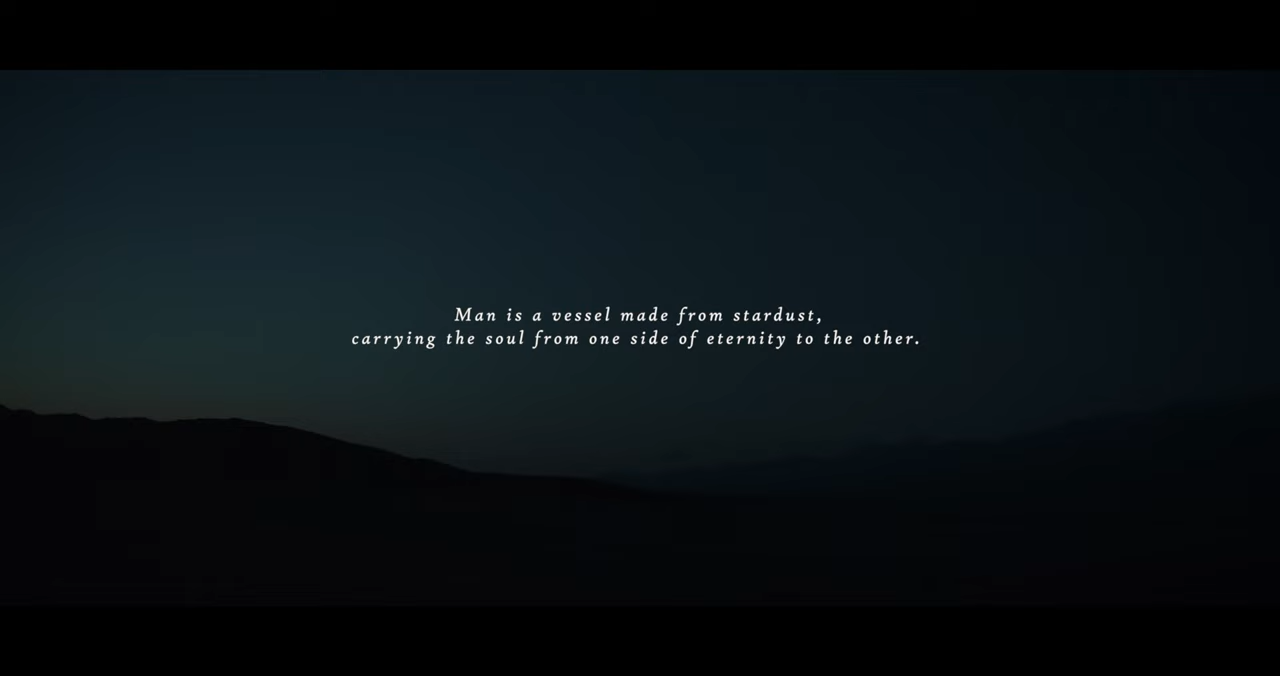 Man is a vessel made from stardust,
carrying the soul from one side of eternity to the other.